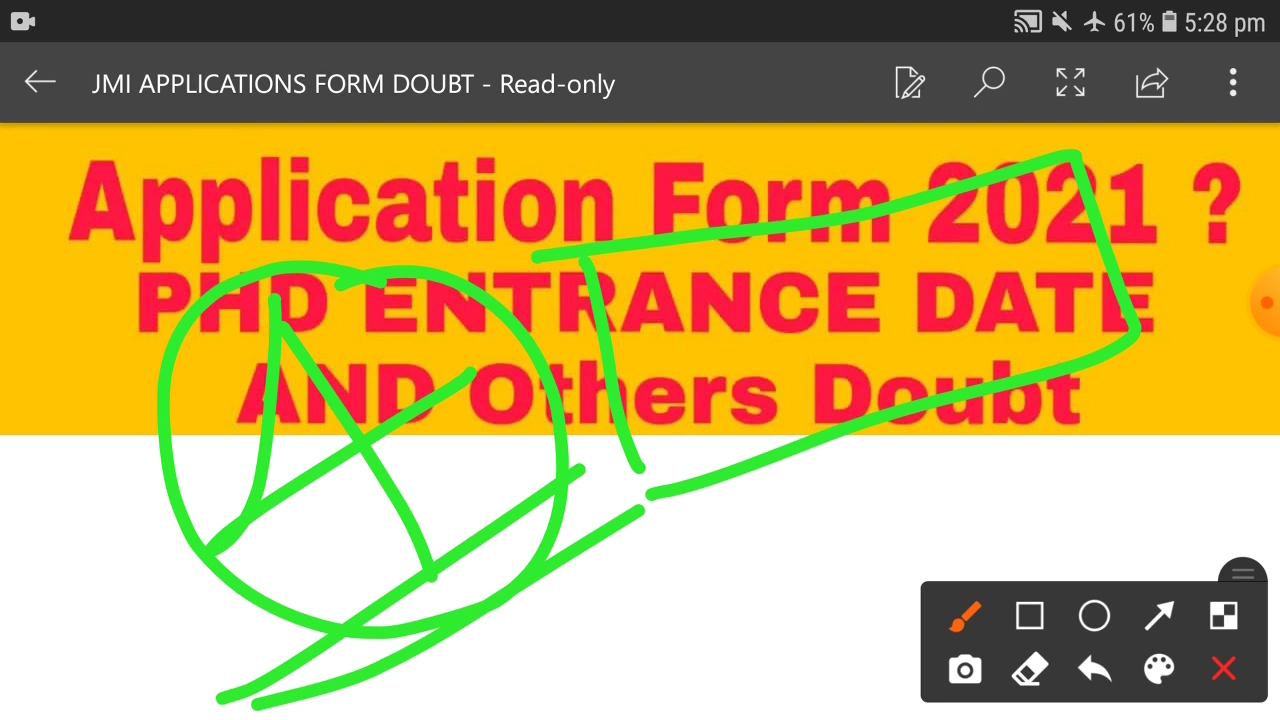 61% 5:28 pm
JMI APPLICATIONS FORM DOUBT - Read-only
Application Form 2021 ?
PHD ENTRANCE DATE
AND Others Doubt